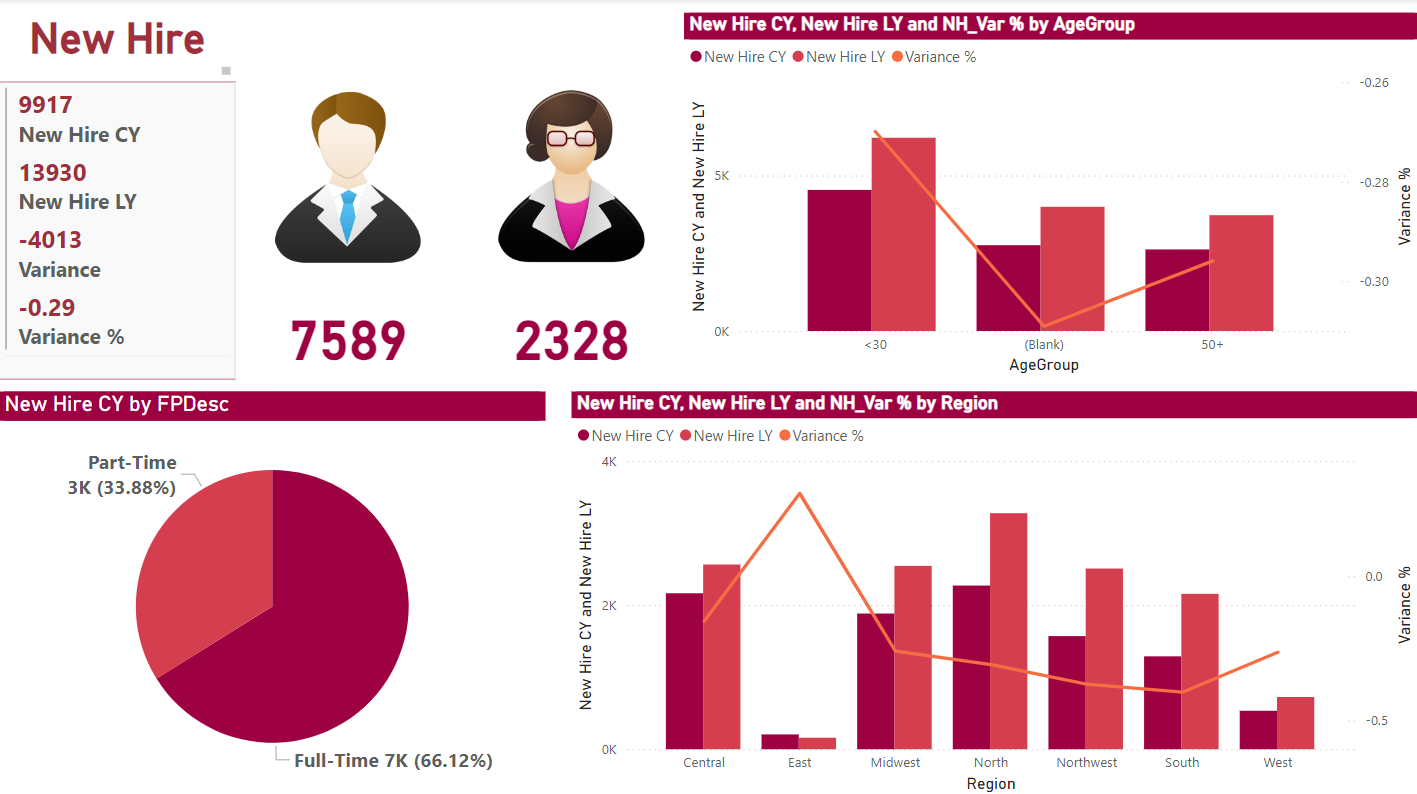 New Hire
9917
New Hire CY
13930
New Hire LY
-4013
Variance
-0.29
Variance %
7589
2328
New Hire CY, New Hire LY and NH_Var % by AgeGroup
New Hire CY New Hire LY Variance %
New Hire CY and New Hire LY
5K
0K
-0.26
-0.28
-0.30
Variance %
<30
(Blank)
50+
AgeGroup
New Hire CY by FPDesc
Part-Time
3K (33.88%)
Full-Time 7K (66.12%)
New Hire CY, New Hire LY and NH_Var % by Region
New Hire CY New Hire LY Variance %
New Hire CY and New Hire LY
4K
2K
0K
0.0
-0.5
Variance %
Central
East
Midwest
North
Northwest
South
West
Region